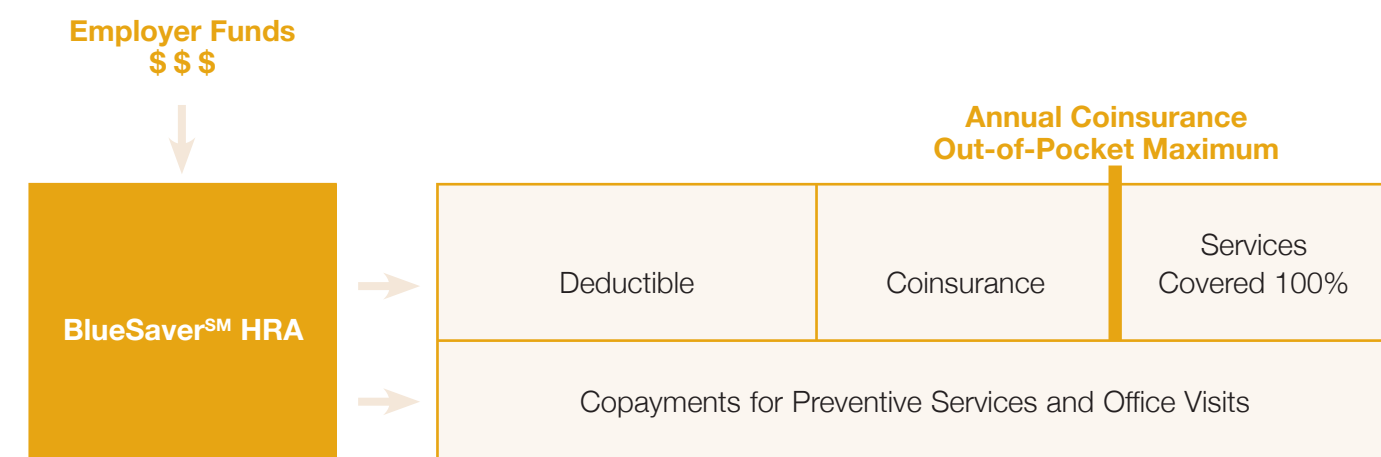 Employer Funds
$ $ $
Annual Coinsurance
Out-of-Pocket Maximum
BlueSaverSM HRA
Deductible
Coinsurance
Services
Covered 100%
Copayments for Preventive Services and Office Visits